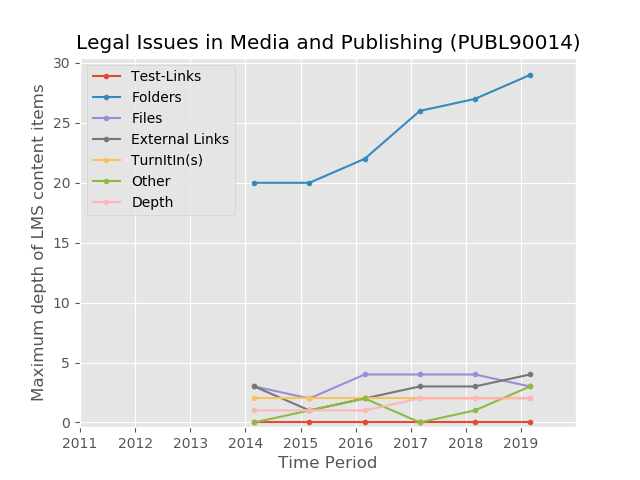 Legal Issues in Media and Publishing (PUBL90014)
Test-Links
Folders
Files
External Links
TurnItIn(s)
Other
Depth
Maximum depth of LMS content items
30
25
20
15
10
5
0
2011 2012 2013 2014 2015 2016 2017 2018 2019
Time Period